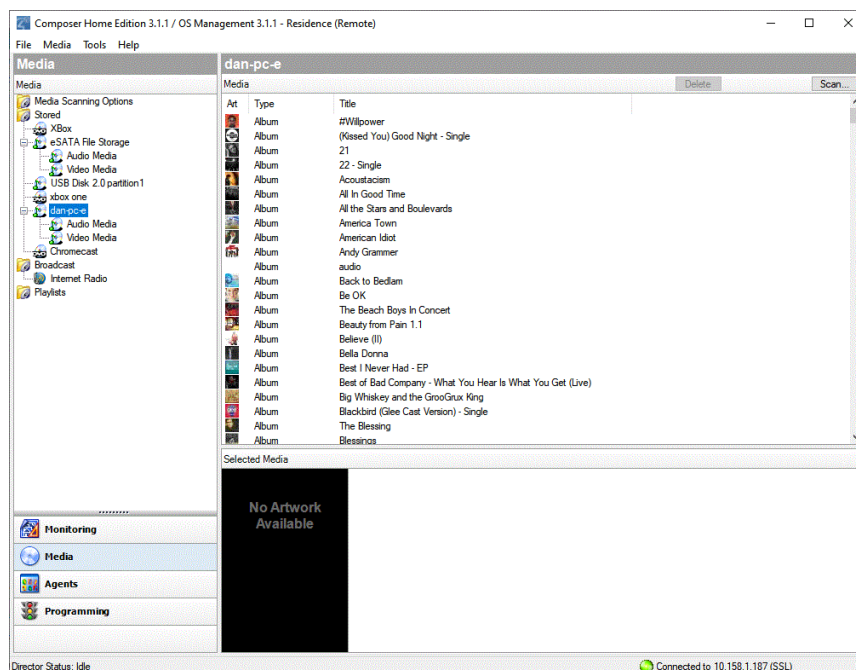 Composer Home Edition 3.1.1 / OS Management 3.1.1 - Residence (Remote)
File Media Tools Help
Media
Media
Media Scanning Options
Stored
XBox
eSATA File Storage
Audio Media
Video Media
USB Disk 2.0 partition1
xbox one
dan-pc-e
Audio Media
Video Media
Chromecast
Broadcast
Internet Radio
Playlists
Monitoring
Media
Agents
Programming
dan-pc-e
Media Delete Scan...
Art Type Title
Album #Willpower
Album (Kissed You) Good Night - Single
Album 21
Album 22 - Single
Album Acoustacism
Album All In Good Time
Album All the Stars and Boulevards
Album America Town
Album American Idiot
Album Andy Grammer
Album audio
Album Back to Bedlam
Album Be OK
Album The Beach Boys In Concert
Album Beauty from Pain 1.1
Album Believe (II)
Album Bella Donna
Album Best I Never Had - EP
Album Best of Bad Company - What You Hear Is What You Get (Live)
Album Big Whiskey and the GrooGrux King
Album Blackbird (Glee Cast Version) - Single
Album The Blessing
Album Blessings
Selected Media
No Artwork
Available
Director Status: Idle
Connected to 10.158.1.187 (SSL)